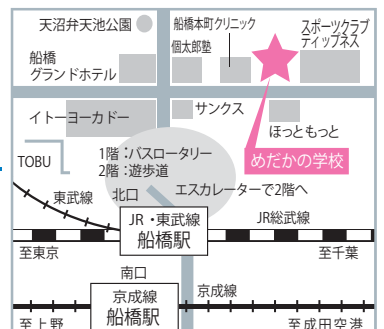 天沼弁天池公園
船橋本町クリニック
スポーツクラブ
ティップネス
個太郎塾
船橋
グランドホテル
イトーヨーカドー
サンクス
ほっともっと
めだかの学校
TOBU
1階：バスロータリー
2階：遊歩道
北口
エスカレーターで2階へ
東武線
JR・東武線
船橋駅
JR総武線
至東京
至千葉
南口
京成線
船橋駅
京成線
至上野
至成田空港